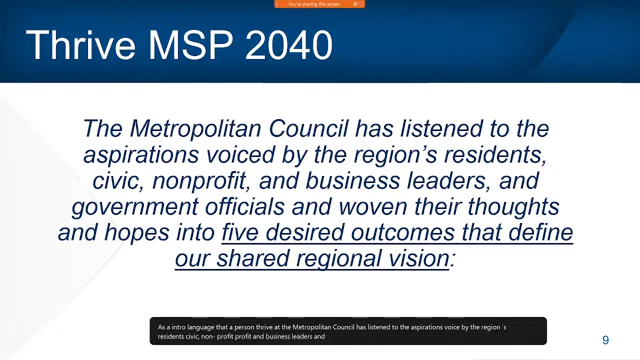 You're sharing this screen
Thrive MSP 2040
The Metropolitan Council has listened to the
aspirations voiced by the region's residents,
civic, nonprofit, and business leaders, and
government officials and woven their thoughts
and hopes into five desired outcomes that define
our shared regional vision:
As a intro language that a person thrive at the Metropolitan Council has listened to the aspirations voice by the region 's
residents civic, non- profit profit and business leaders and
9